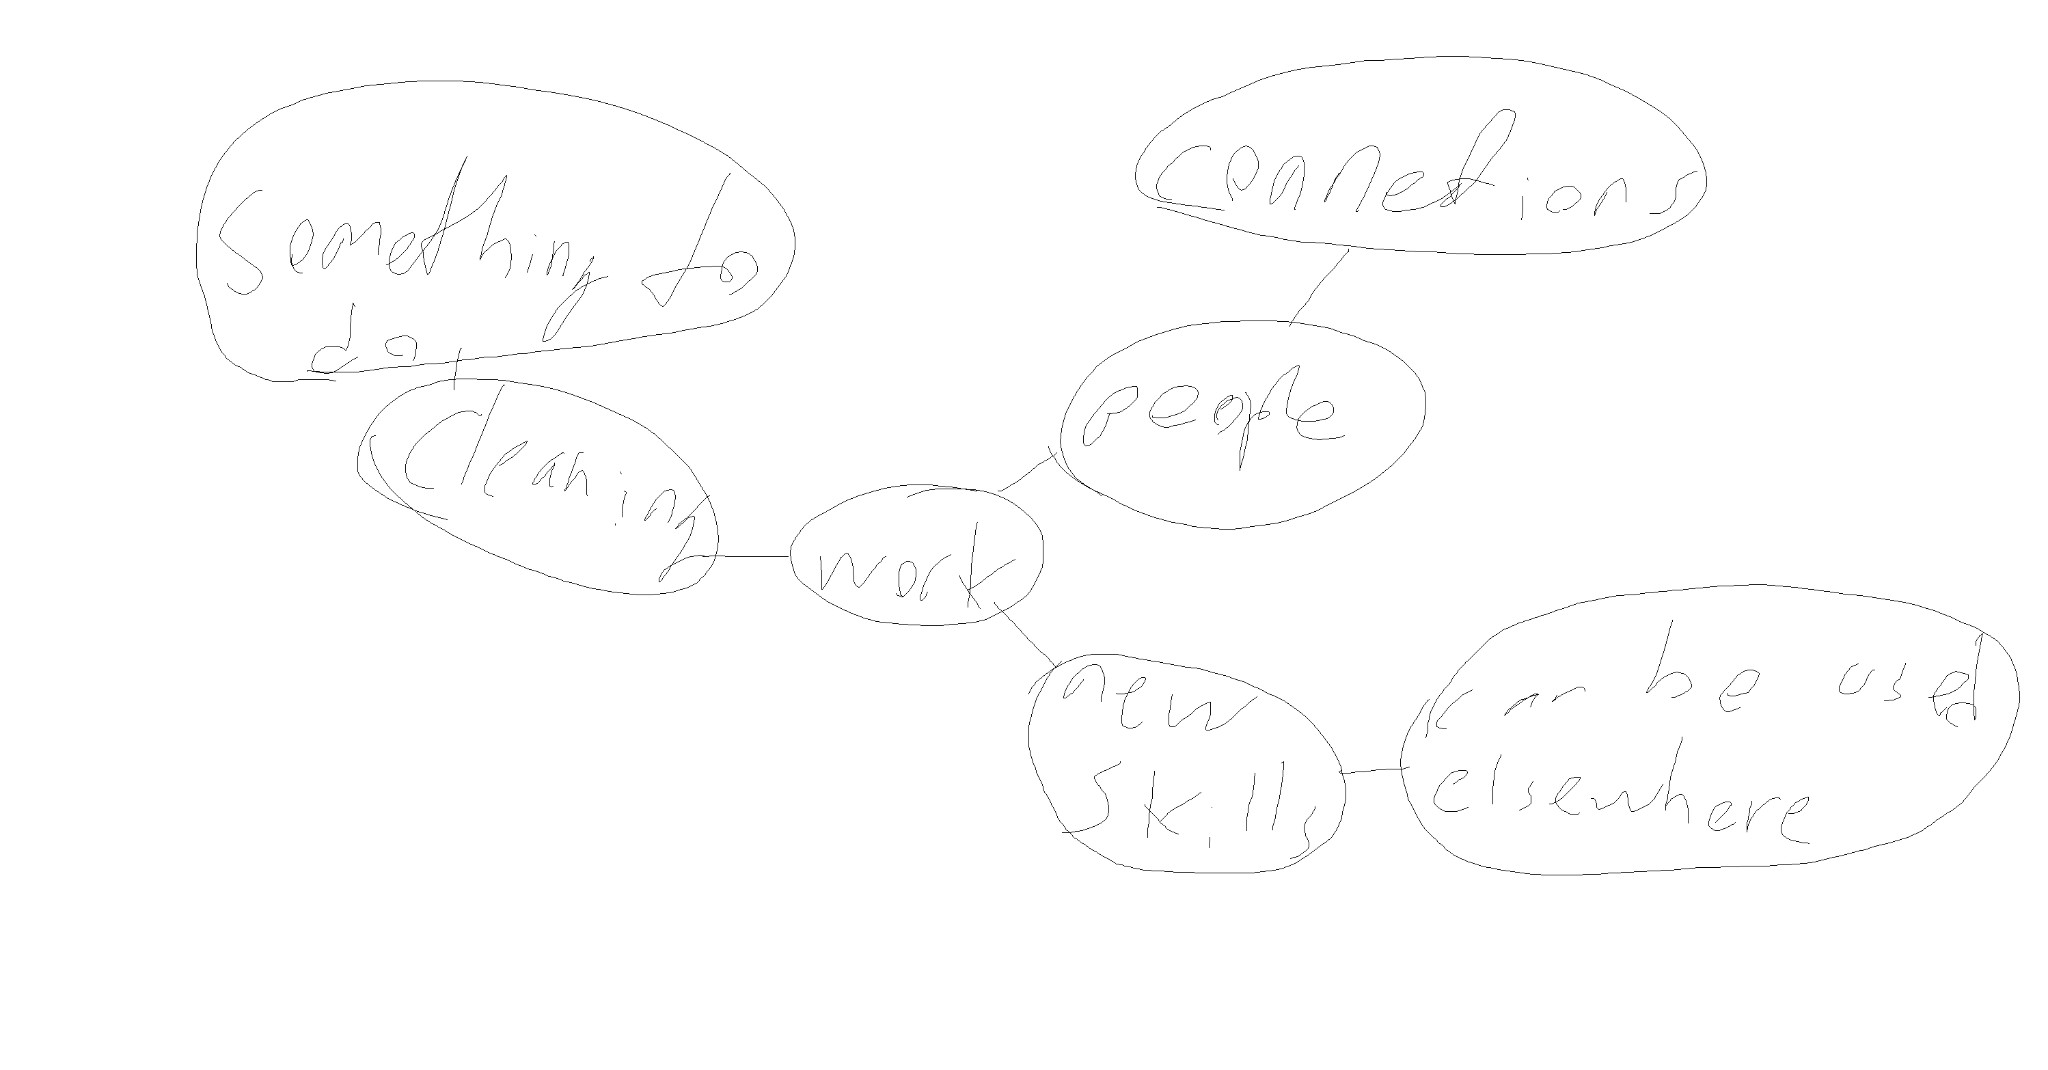 something to
do
connections
cleaning
people
work
new
skills
can be used
elsewhere